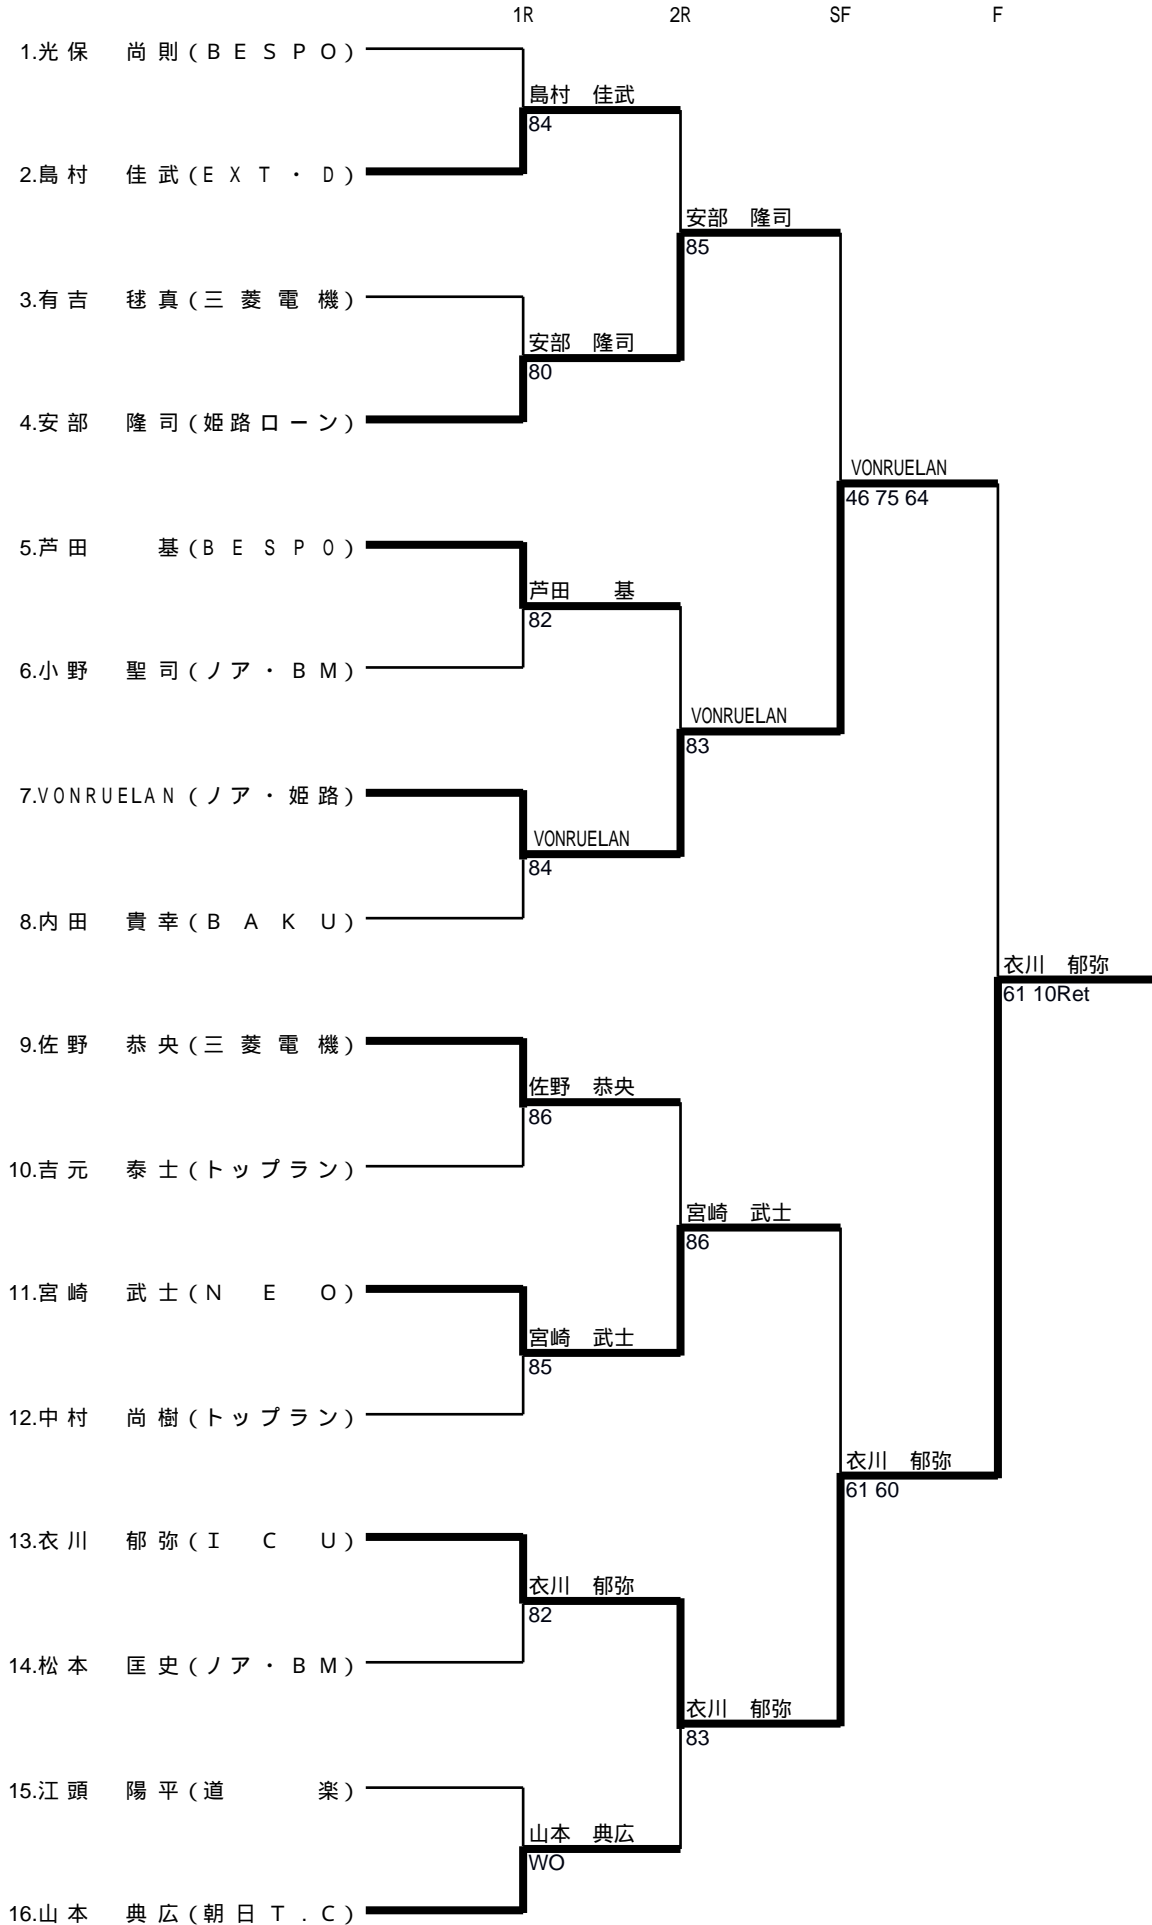 1R 2R SF F
1.光保 尚則(BESPO)
島村 佳武
84
2.島村 佳武(EXT・D)
安部 隆司
85
3.有吉 毬真(三菱電機)
安部 隆司
80
4.安部 隆司(姫路ローン)
VONRUELAN
46 75 64
5.芦田 基(BESPO)
芦田 基
82
6.小野 聖司(ノア・BM)
VONRUELAN
83
7.VONRUELAN(ノア・姫路)
VONRUELAN
84
8.内田 貴幸(BAKU)
衣川 郁弥
61 10Ret
9.佐野 恭央(三菱電機)
佐野 恭央
86
10.吉元 泰士(トップラン)
宮崎 武士
86
11.宮崎 武士(NEO)
宮崎 武士
85
12.中村 尚樹(トップラン)
衣川 郁弥
61 60
13.衣川 郁弥(ICU)
衣川 郁弥
82
14.松本 匡史(ノア・BM)
衣川 郁弥
83
15.江頭 陽平(道楽)
山本 典広
WO
16.山本 典広(朝日T.C)